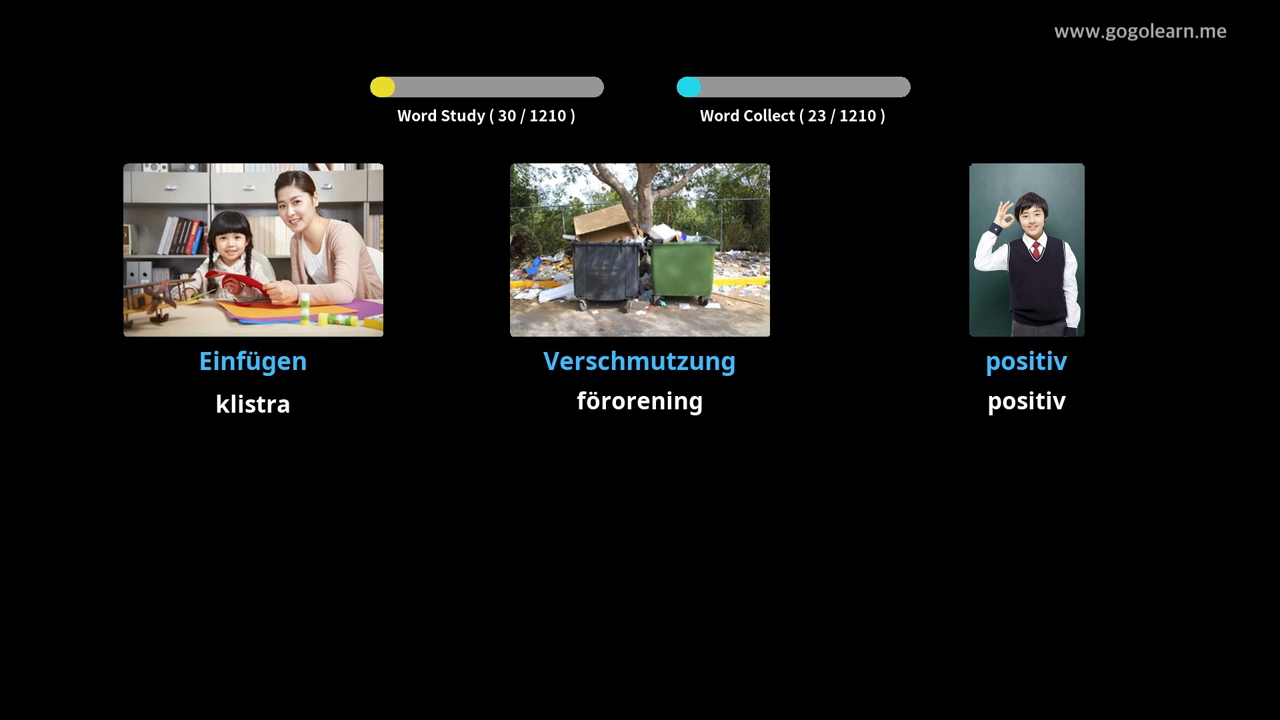 www.gogolearn.me
Word Study ( 30 / 1210 )
Word Collect ( 23 / 1210 )
Einfügen
klistra
Verschmutzung
förorening
positiv
positiv